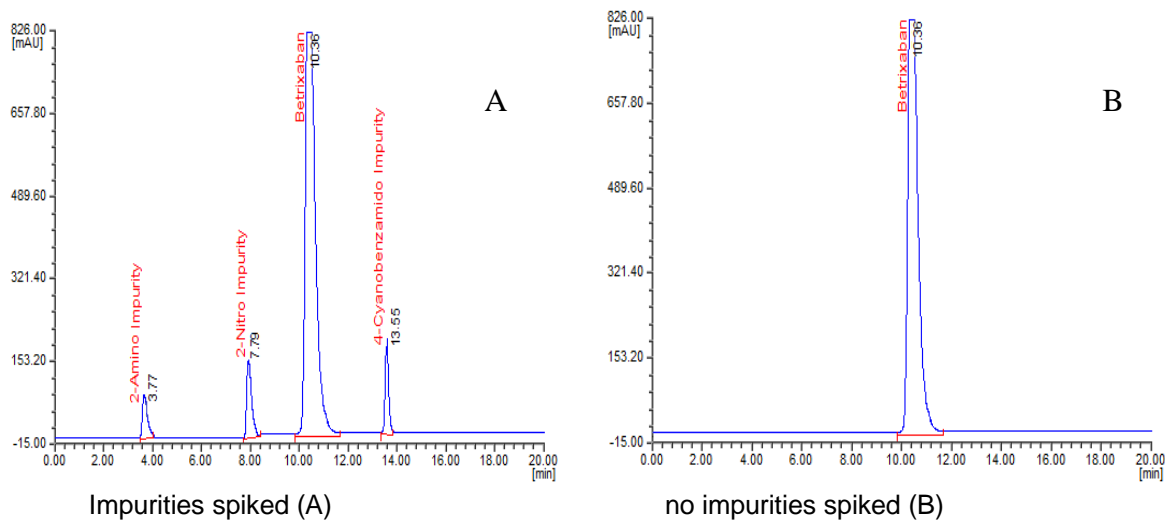 826.00
[mAU]
657.80
489.60
321.40
153.20
-15.00
0.00 2.00 4.00 6.00 8.00 10.00 12.00 14.00 16.00 18.00 20.00
[min]
2-Amino Impurity
3.77
2-Nitro Impurity
7.79
Betrixaban
10.36
4-Cyanobenzamido Impurity
13.55
A
Impurities spiked (A)
826.00
[mAU]
657.80
489.60
321.40
153.20
-15.00
0.00 2.00 4.00 6.00 8.00 10.00 12.00 14.00 16.00 18.00 20.00
[min]
Betrixaban
10.36
B
no impurities spiked (B)